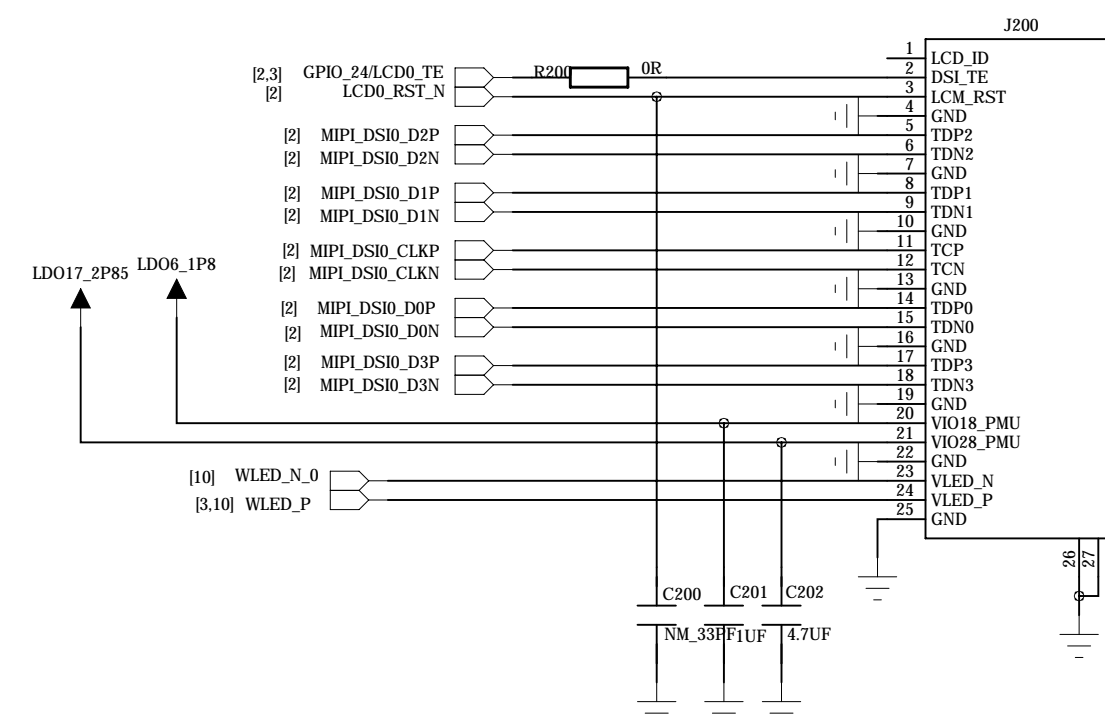 J200
1 LCD_ID
[2,3] GPIO_24/LCD0_TE R200 0R 2 DSI_TE
[2] LCD0_RST_N 3 LCM_RST
4 GND
[2] MIPI_DSI0_D2P 5 TDP2
[2] MIPI_DSI0_D2N 6 TDN2
7 GND
[2] MIPI_DSI0_D1P 8 TDP1
[2] MIPI_DSI0_D1N 9 TDN1
10 GND
[2] MIPI_DSI0_CLKP 11 TCP
[2] MIPI_DSI0_CLKN 12 TCN
LDO17_2P85 LDO6_1P8 13 GND
[2] MIPI_DSI0_D0P 14 TDP0
[2] MIPI_DSI0_D0N 15 TDN0
16 GND
[2] MIPI_DSI0_D3P 17 TDP3
[2] MIPI_DSI0_D3N 18 TDN3
19 GND
20 VIO18_PMU
21 VIO28_PMU
22 GND
[10] WLED_N_0 23 VLED_N
[3,10] WLED_P 24 VLED_P
25 GND
26 27
C200 C201 C202
NM_33PF 1UF 4.7UF